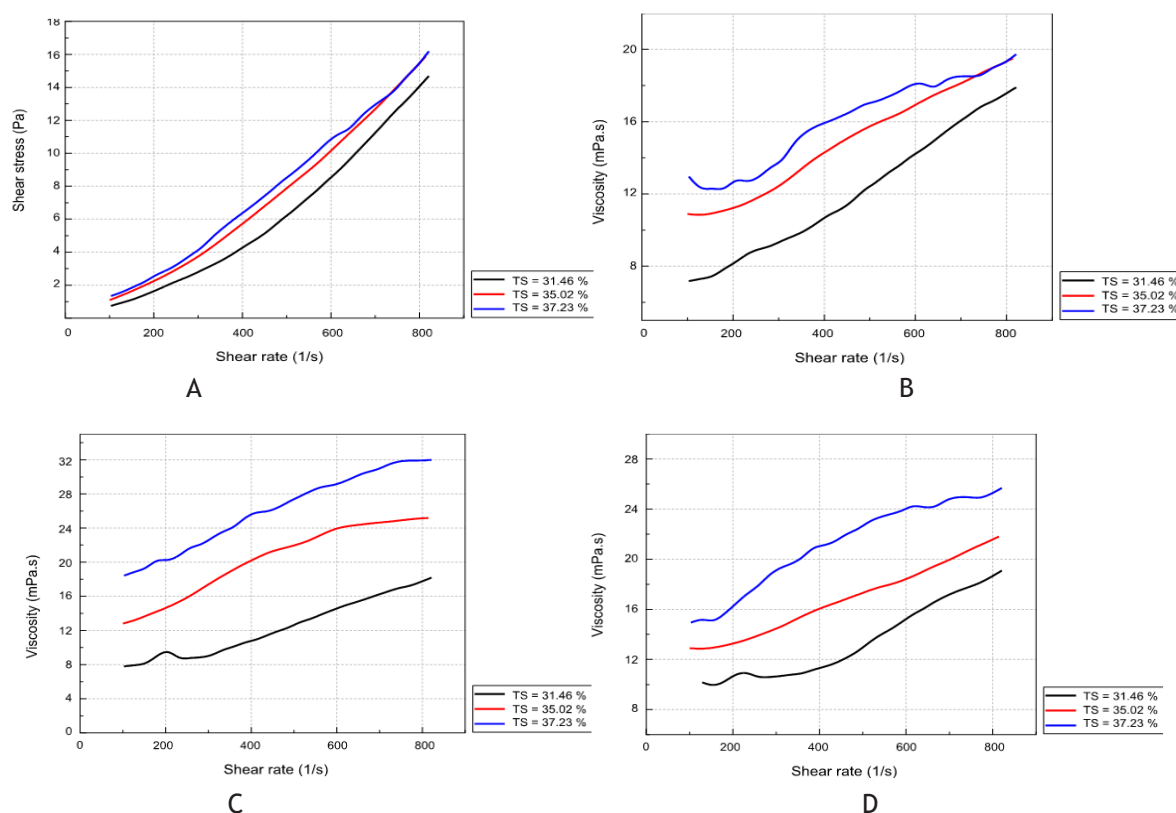 18
16
14
12
10
8
6
4
2
Shear stress (Pa)
0 200 400 600 800
Shear rate (1/s)
TS = 31.46 %
TS = 35.02 %
TS = 37.23 %
A
20
16
12
8
Viscosity (mPa.s)
0 200 400 600 800
Shear rate (1/s)
TS = 31.46 %
TS = 35.02 %
TS = 37.23 %
B
32
28
24
20
16
12
8
4
0
Viscosity (mPa.s)
0 200 400 600 800
Shear rate (1/s)
TS = 31.46 %
TS = 35.02 %
TS = 37.23 %
C
28
24
20
16
12
8
Viscosity (mPa.s)
0 200 400 600 800
Shear rate (1/s)
TS = 31.46 %
TS = 35.02 %
TS = 37.23 %
D